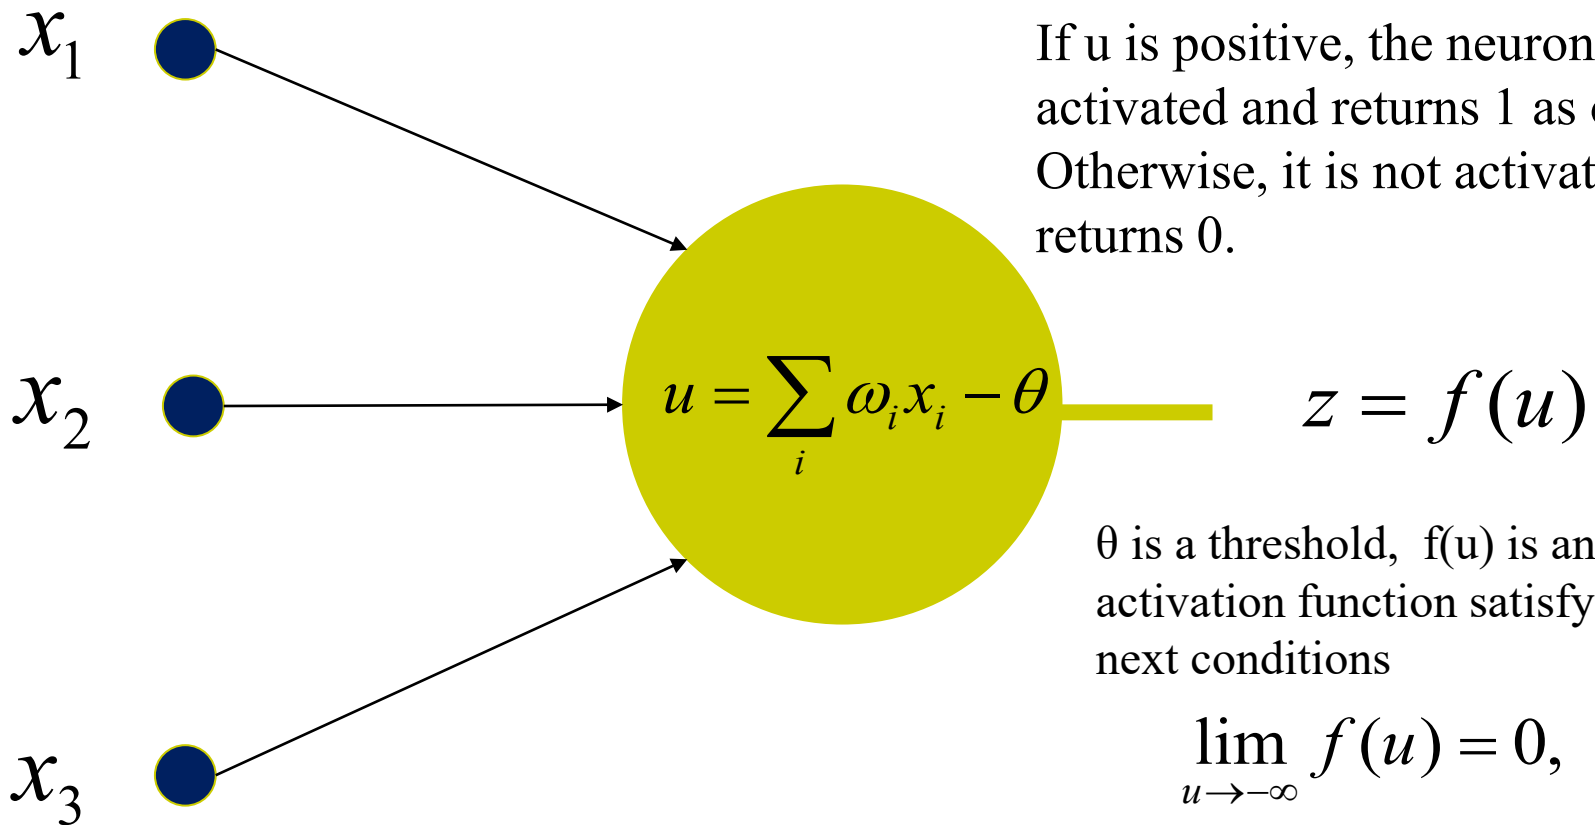 x₁
If u is positive, the neuron
activated and returns 1 as
Otherwise, it is not
returns 0.
x₂
u = ∑ᵢ ωᵢxᵢ − θ
z = f(u)
θ is a threshold, f(u) is an
activation function satisfy
next conditions
lim u→−∞ f(u) = 0,
x₃